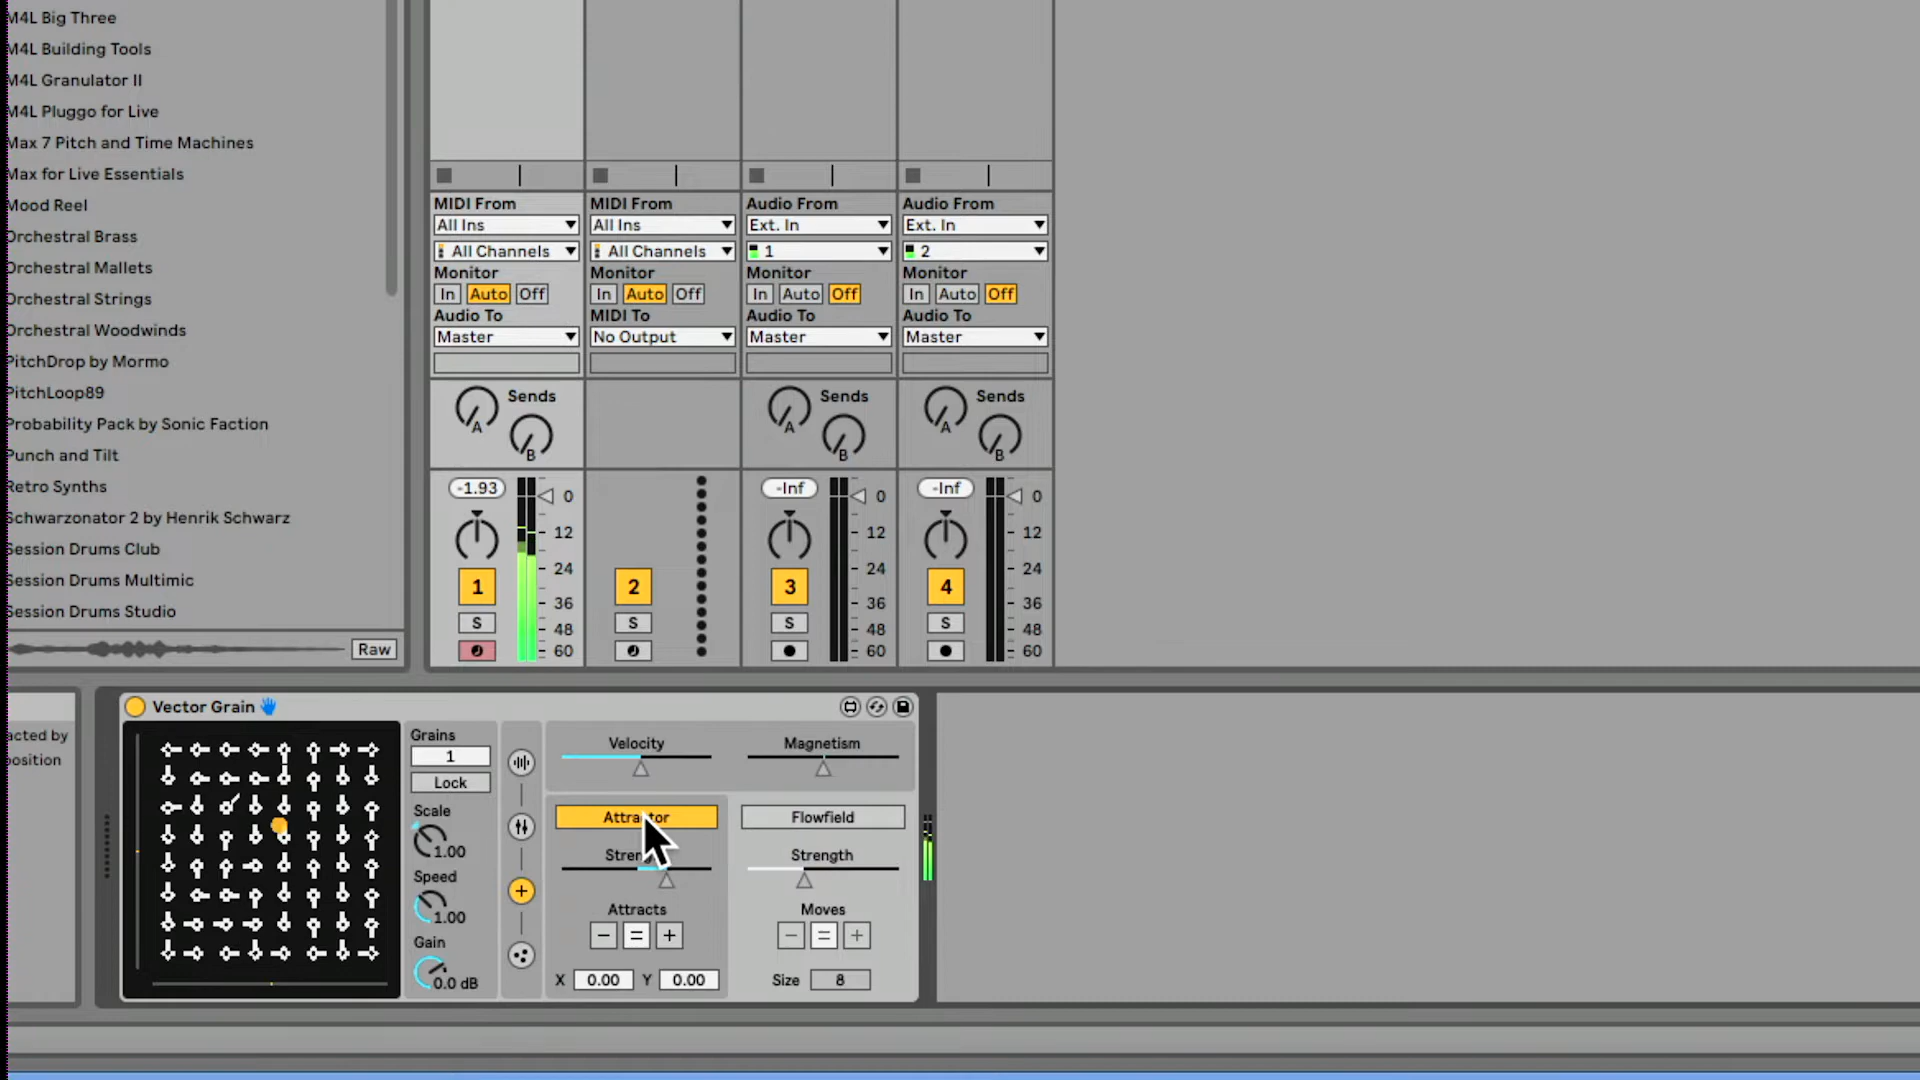 M4L Big Three
M4L Building Tools
M4L Granulator II
M4L Pluggo for Live
Max 7 Pitch and Time Machines
Max for Live Essentials
Mood Reel
Orchestral Brass
Orchestral Mallets
Orchestral Strings
Orchestral Woodwinds
PitchDrop by Mormo
PitchLoop89
Probability Pack by Sonic Faction
Punch and Tilt
Retro Synths
Schwarzonator 2 by Henrik Schwarz
Session Drums Club
Session Drums Multimic
Session Drums Studio
Raw
MIDI From MIDI From Audio From Audio From
All Ins All Ins Ext. In Ext. In
All Channels All Channels 1 2
Monitor Monitor Monitor Monitor
In Auto Off In Auto Off In Auto Off In Auto Off
Audio To MIDI To Audio To Audio To
Master No Output Master Master
Sends Sends Sends
A A A
B B B
-1.93 0 -Inf 0 -Inf 0
12 12 12
24 24 24
1 2 3 4
36 36 36
S S S S
48 48 48
60 60 60
acted by
position
Vector Grain
Grains
1
Lock
Scale
1.00
Speed
1.00
Gain
0.0 dB
Velocity Magnetism
Attractor Flowfield
Strength
Attracts Moves
− = + − = +
X 0.00 Y 0.00 Size 8